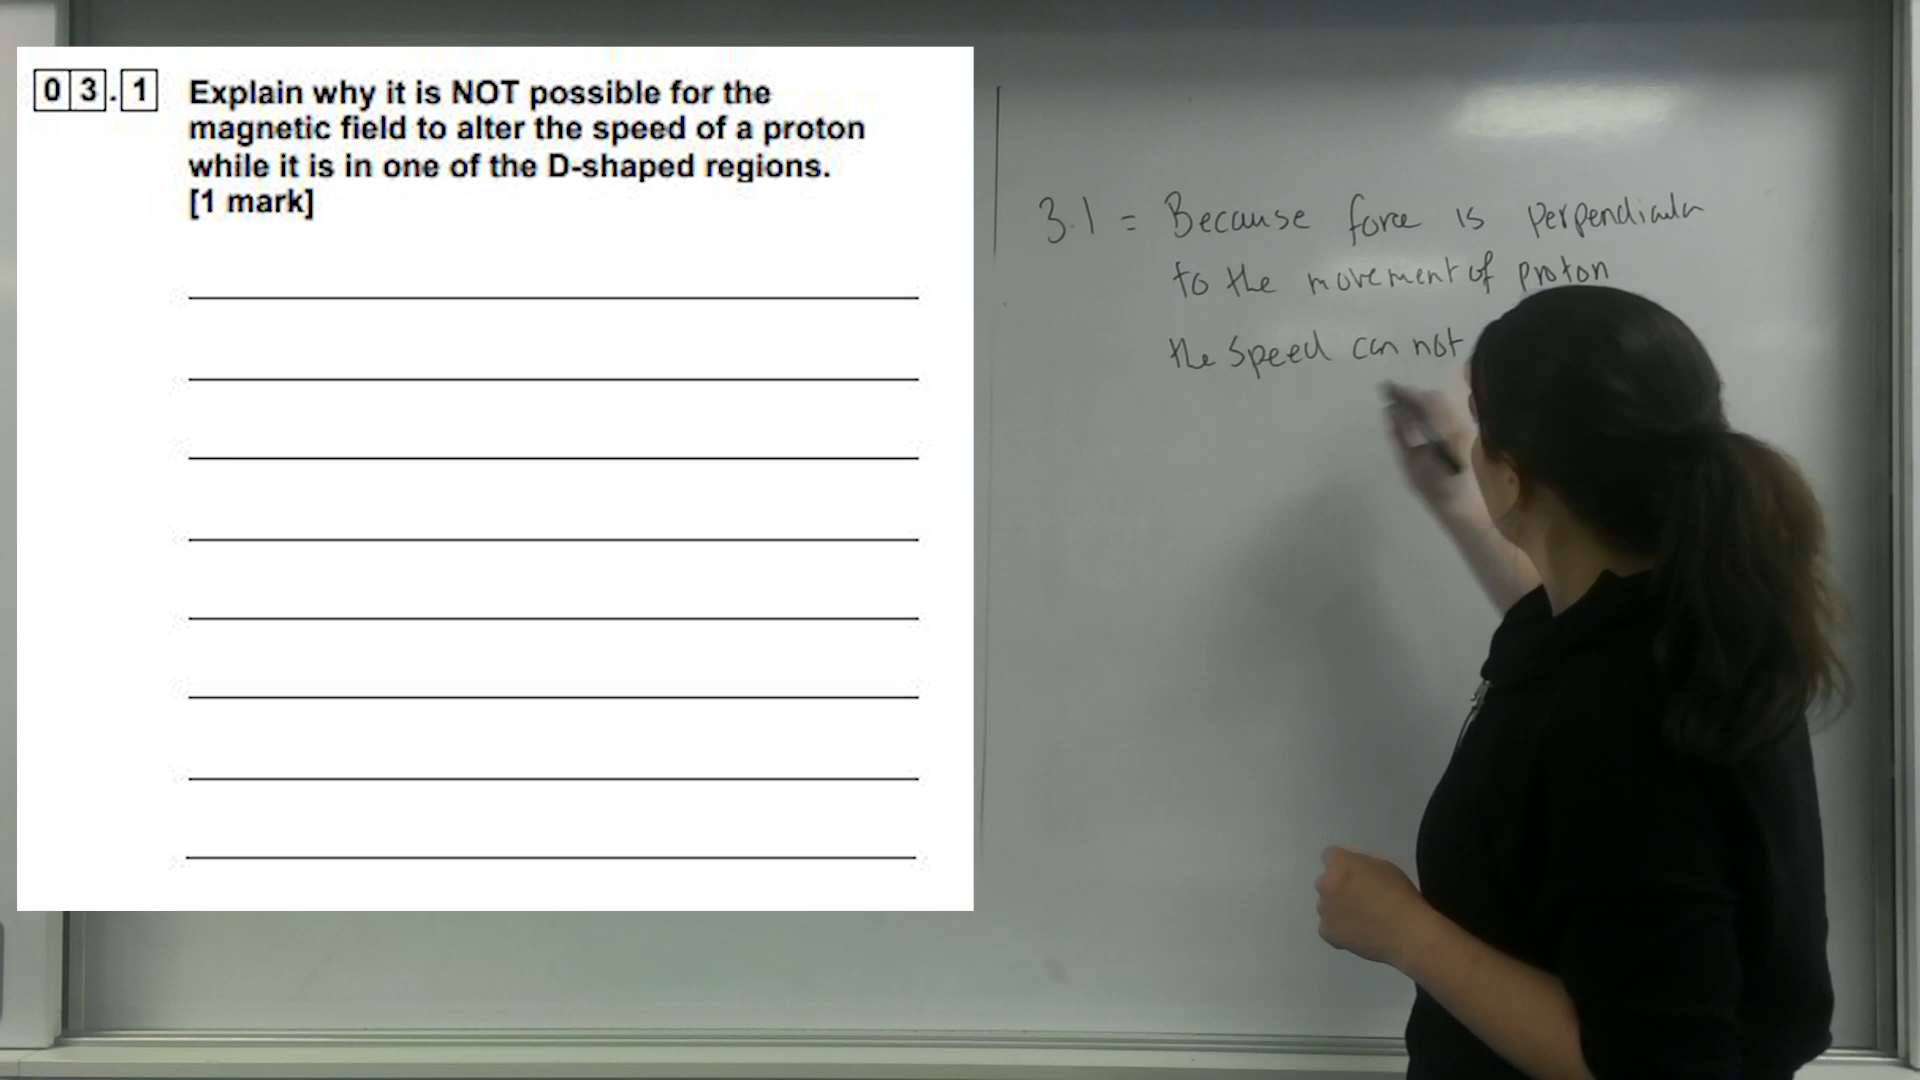 03.1 Explain why it is NOT possible for the
magnetic field to alter the speed of a proton
while it is in one of the D-shaped regions.
[1 mark]
3.1 = Because force is perpendicular
to the movement of proton
the speed can not